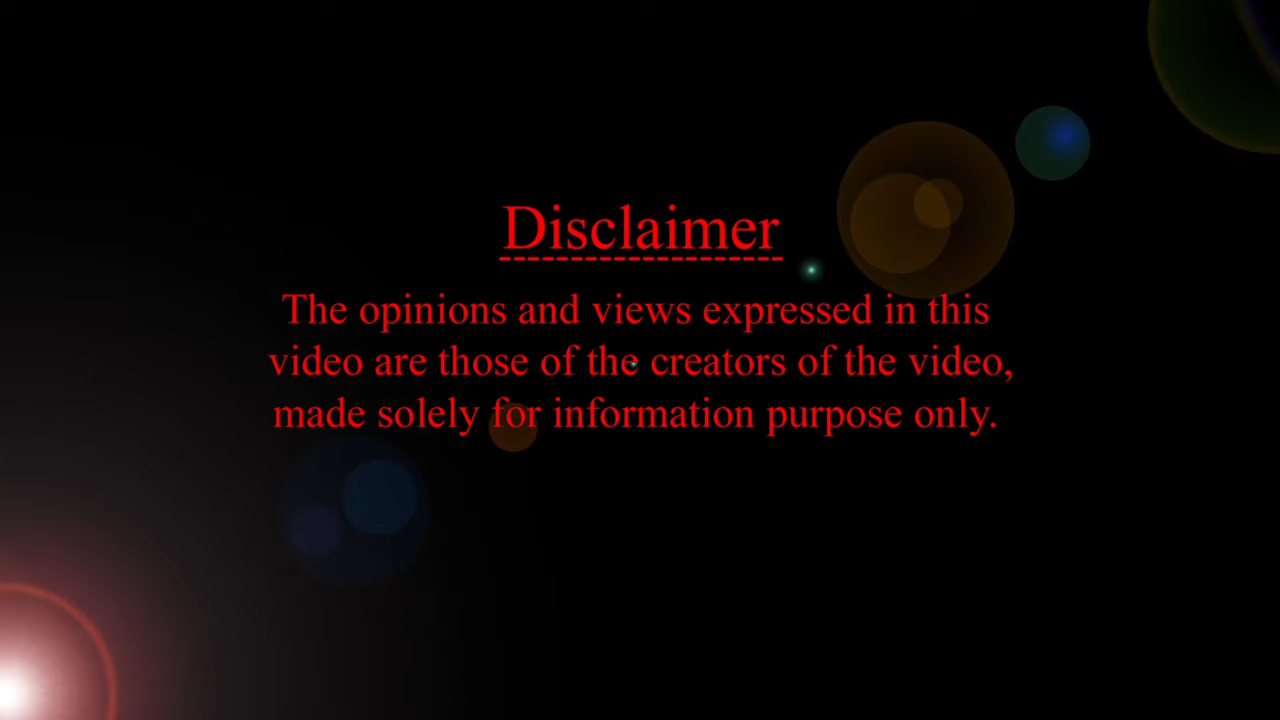 Disclaimer
The opinions and views expressed in this
video are those of the creators of the video,
made solely for information purpose only.